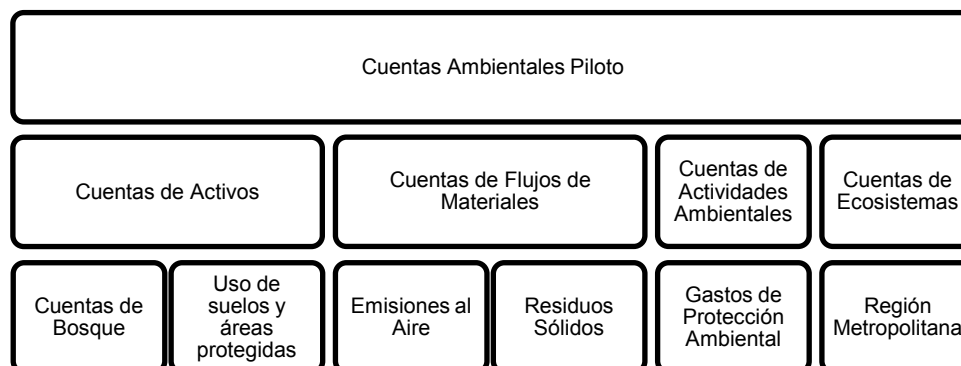 Cuentas Ambientales Piloto
Cuentas de Activos
Cuentas de Flujos de
Materiales
Cuentas de
Actividades
Ambientales
Cuentas de
Ecosistemas
Cuentas de
Bosque
Uso de
suelos y
áreas
protegidas
Emisiones al
Aire
Residuos
Sólidos
Gastos de
Protección
Ambiental
Región
Metropolitana